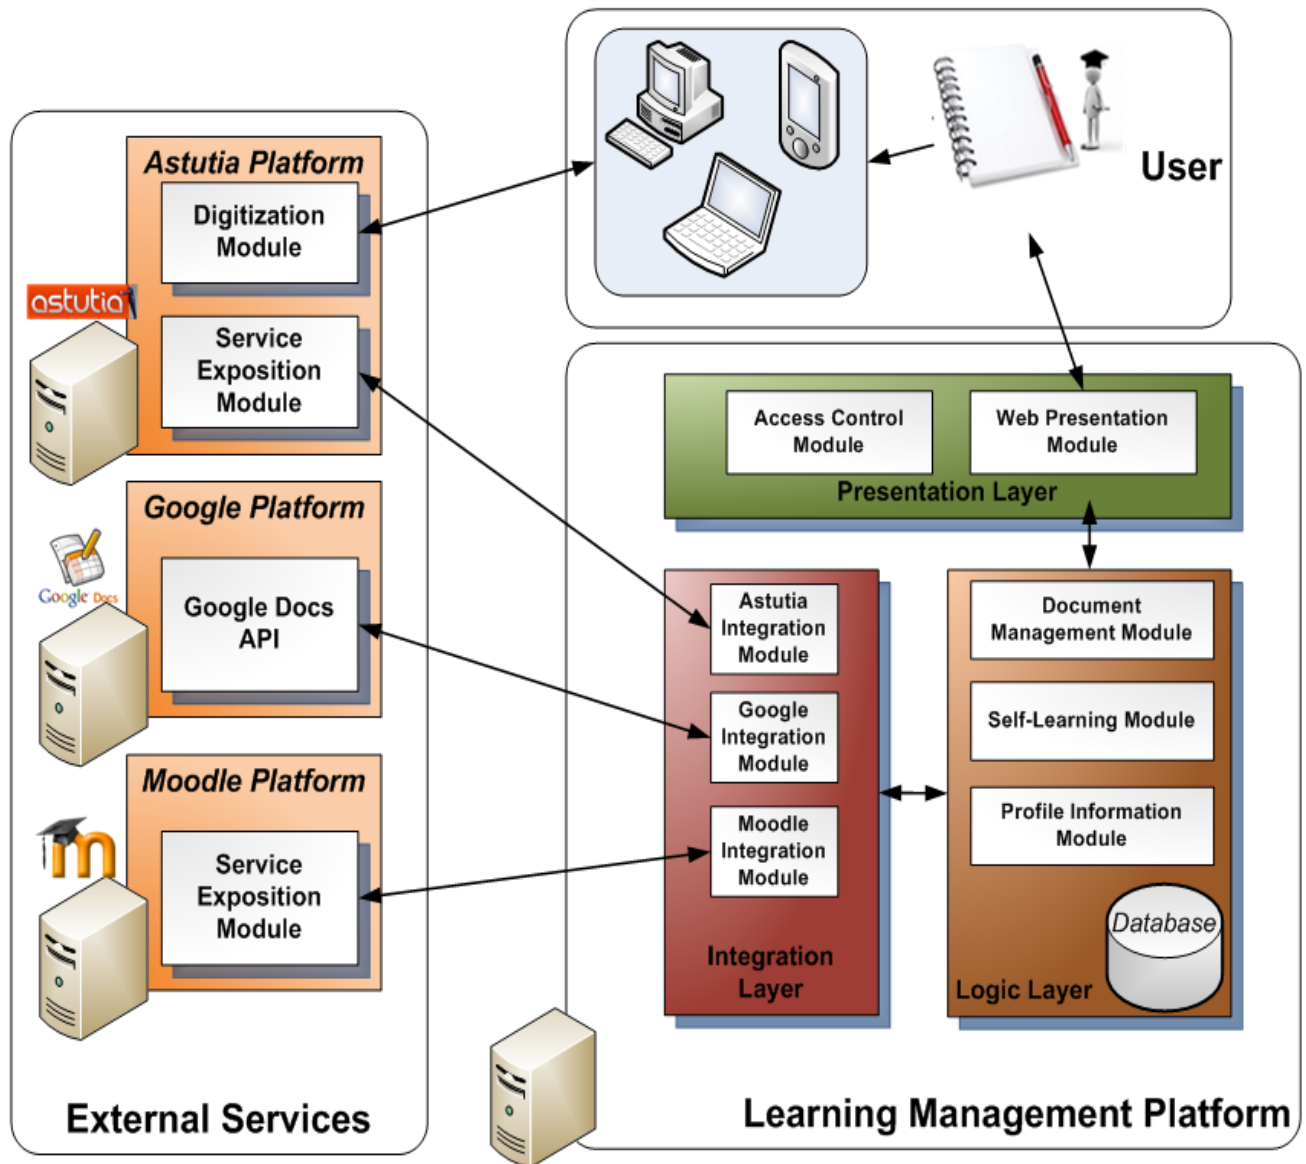 User
Astutia Platform
Digitization
Module
astutia
Service
Exposition
Module
Google Platform
Google Docs
Google Docs
API
Moodle Platform
m
Service
Exposition
Module
External Services
Access Control
Module
Web Presentation
Module
Presentation Layer
Astutia
Integration
Module
Google
Integration
Module
Moodle
Integration
Module
Integration
Layer
Document
Management Module
Self-Learning Module
Profile Information
Module
Database
Logic Layer
Learning Management Platform